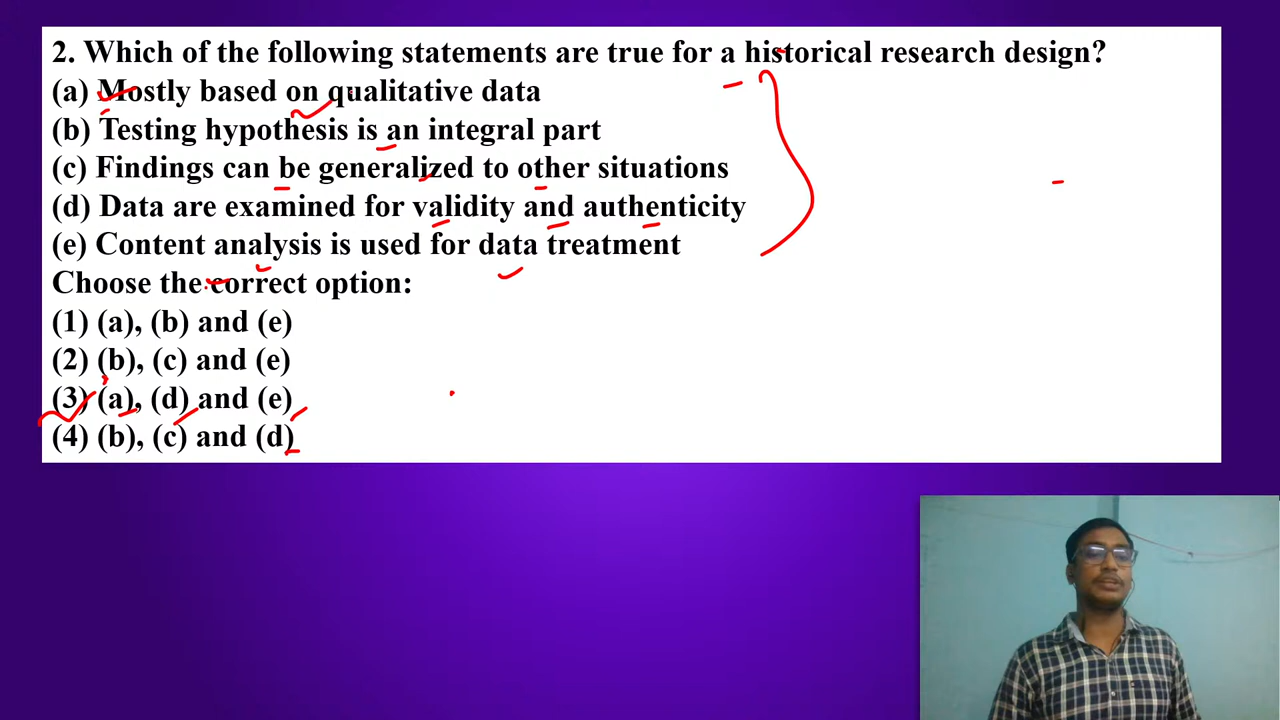 2. Which of the following statements are true for a historical research design?
(a) Mostly based on qualitative data
(b) Testing hypothesis is an integral part
(c) Findings can be generalized to other situations
(d) Data are examined for validity and authenticity
(e) Content analysis is used for data treatment
Choose the correct option:
(1) (a), (b) and (e)
(2) (b), (c) and (e)
(3) (a), (d) and (e)
(4) (b), (c) and (d)